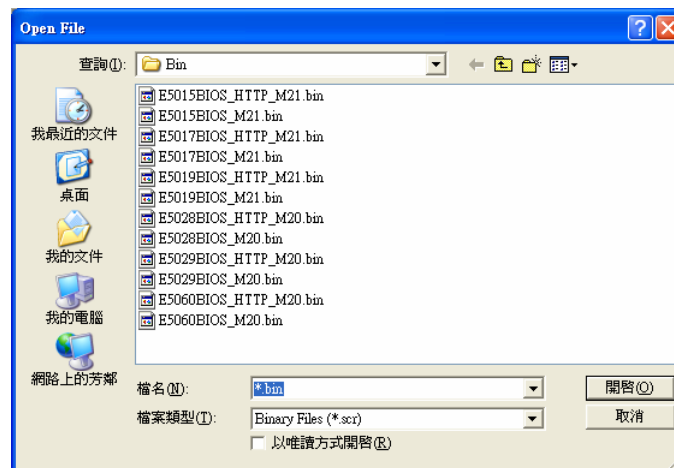 Open File
查詢(I):
Bin
我最近的文件
桌面
我的文件
我的電腦
網路上的芳鄰
E5015BIOS_HTTP_M21.bin
E5015BIOS_M21.bin
E5017BIOS_HTTP_M21.bin
E5017BIOS_M21.bin
E5019BIOS_HTTP_M21.bin
E5019BIOS_M21.bin
E5028BIOS_HTTP_M20.bin
E5028BIOS_M20.bin
E5029BIOS_HTTP_M20.bin
E5029BIOS_M20.bin
E5060BIOS_HTTP_M20.bin
E5060BIOS_M20.bin
檔名(N):
*.bin
開啓(O)
檔案類型(T):
Binary Files (*.scr)
取消
以唯讀方式開啓(R)